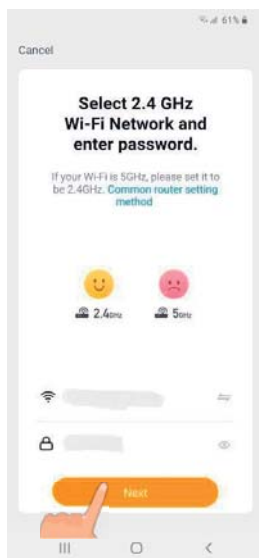 61%
Cancel
Select 2.4 GHz
Wi-Fi Network and
enter password.
If your Wi-Fi is 5GHz, please set it to
be 2.4GHz. Common router setting
method
2.4GHz 5GHz
Next